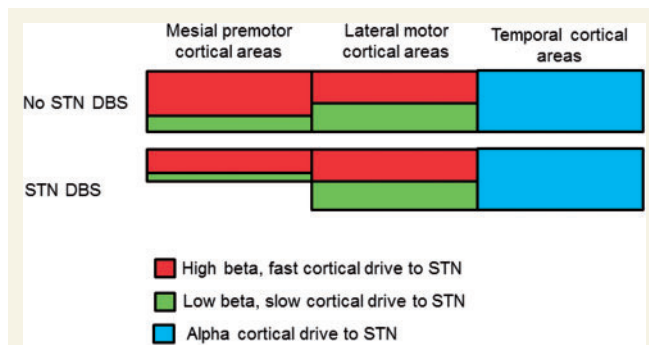 Mesial premotor
cortical areas
Lateral motor
cortical areas
Temporal cortical
areas
No STN DBS
STN DBS
High beta, fast cortical drive to STN
Low beta, slow cortical drive to STN
Alpha cortical drive to STN